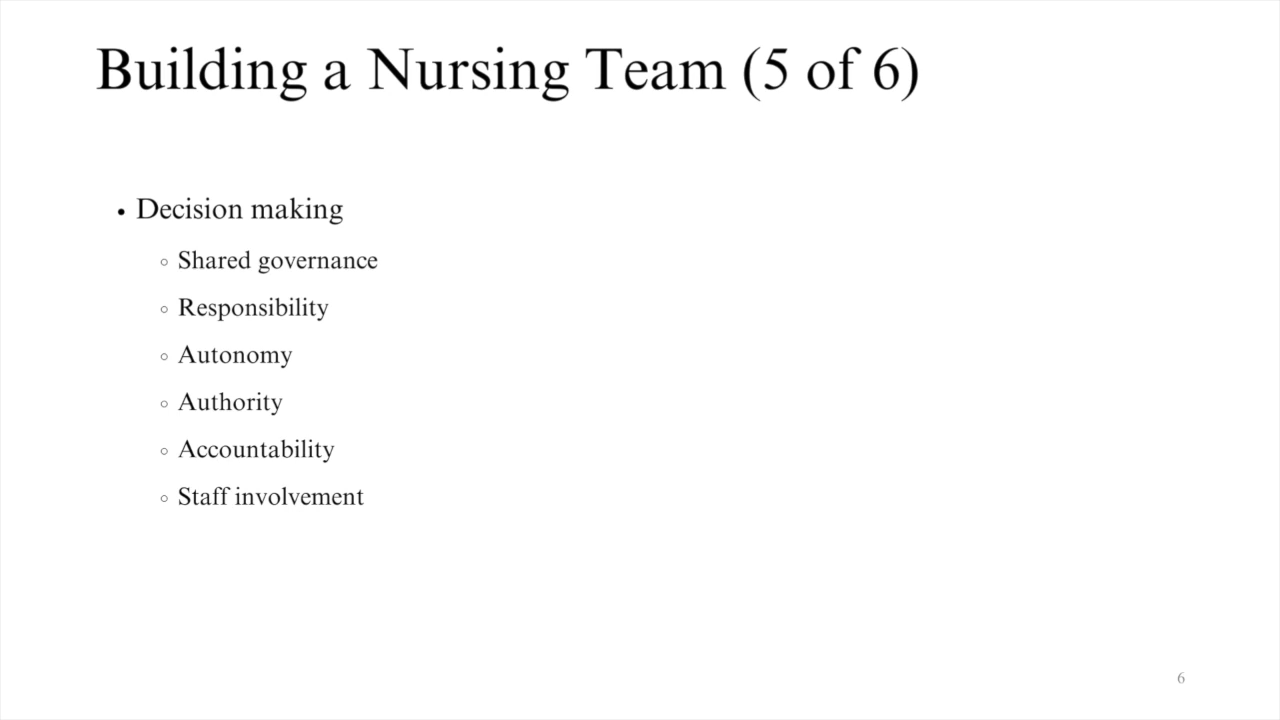 Building a Nursing Team (5 of 6)
• Decision making
○ Shared governance
○ Responsibility
○ Autonomy
○ Authority
○ Accountability
○ Staff involvement
6